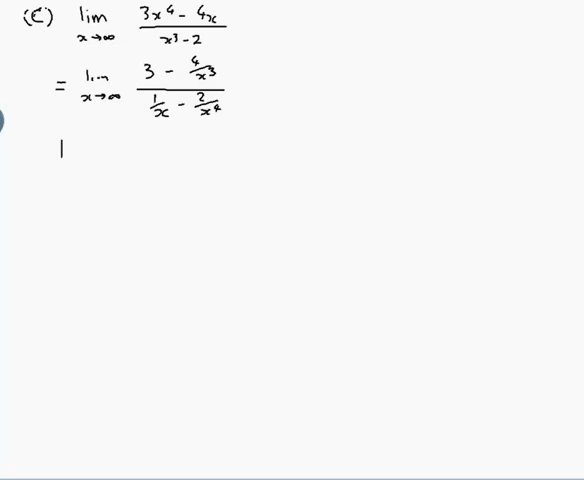 (C) lim x→∞ (3x⁴ - 4x)/(x³ - 2)
= lim x→∞ (3 - 4/x³)/(1/x - 2/x⁴)